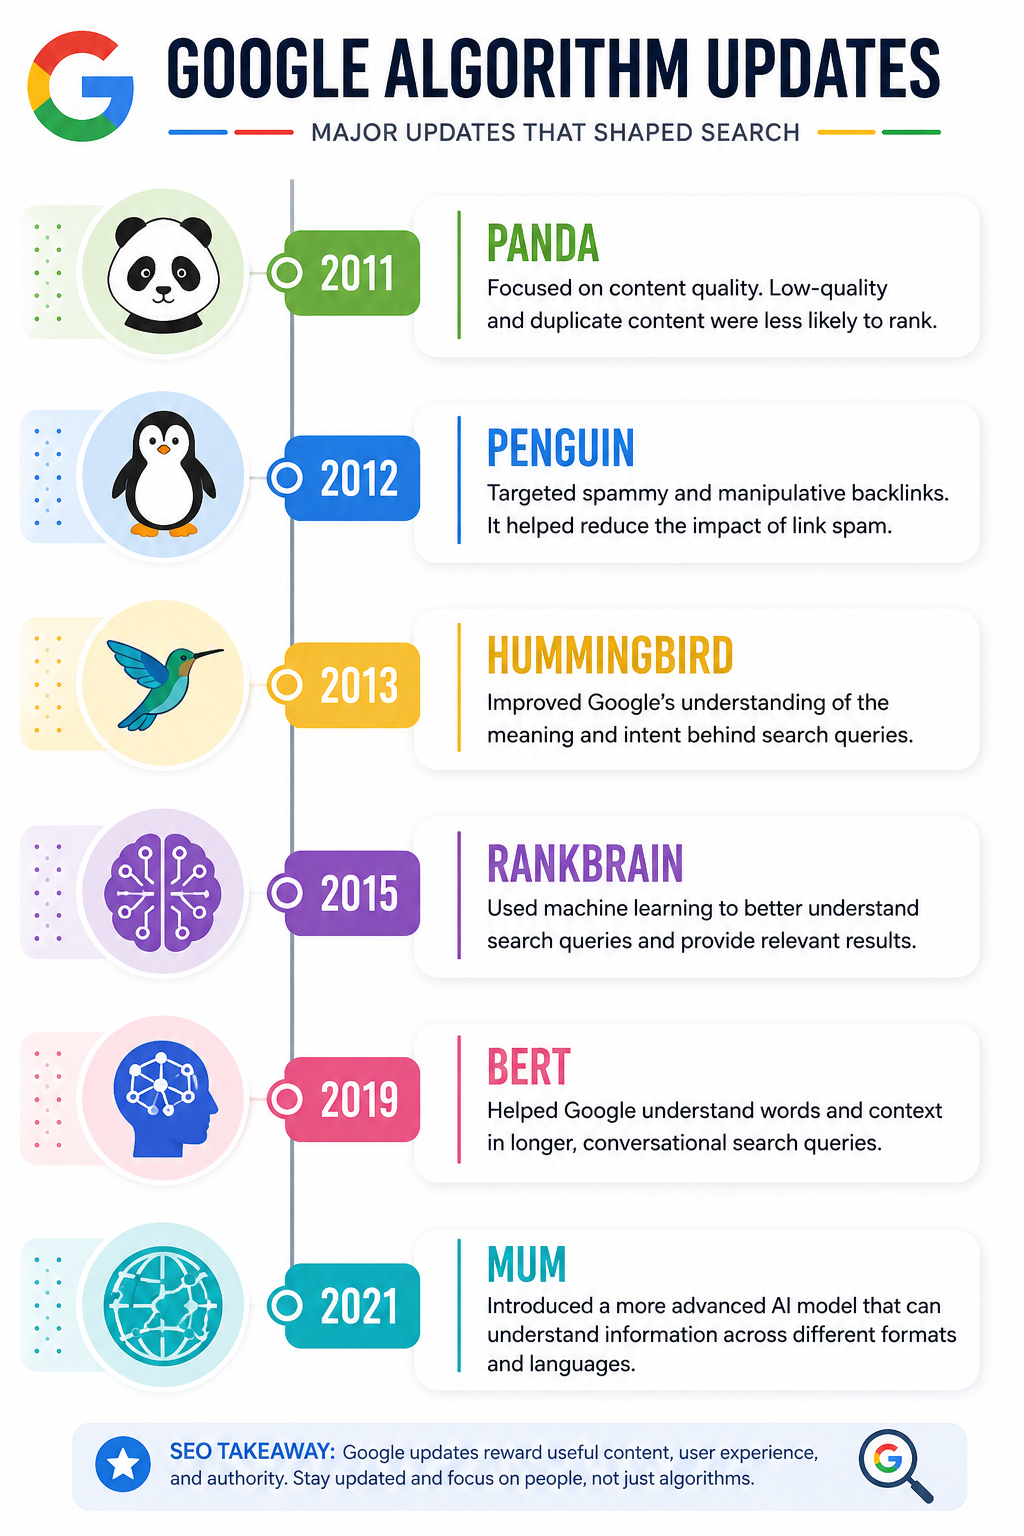 GOOGLE ALGORITHM UPDATES
MAJOR UPDATES THAT SHAPED SEARCH
2011
PANDA
Focused on content quality. Low-quality
and duplicate content were less likely to rank.
2012
PENGUIN
Targeted spammy and manipulative backlinks.
It helped reduce the impact of link spam.
2013
HUMMINGBIRD
Improved Google’s understanding of the
meaning and intent behind search queries.
2015
RANKBRAIN
Used machine learning to better understand
search queries and provide relevant results.
2019
BERT
Helped Google understand words and context
in longer, conversational search queries.
2021
MUM
Introduced a more advanced AI model that can
understand information across different formats
and languages.
SEO TAKEAWAY: Google updates reward useful content, user experience,
and authority. Stay updated and focus on people, not just algorithms.